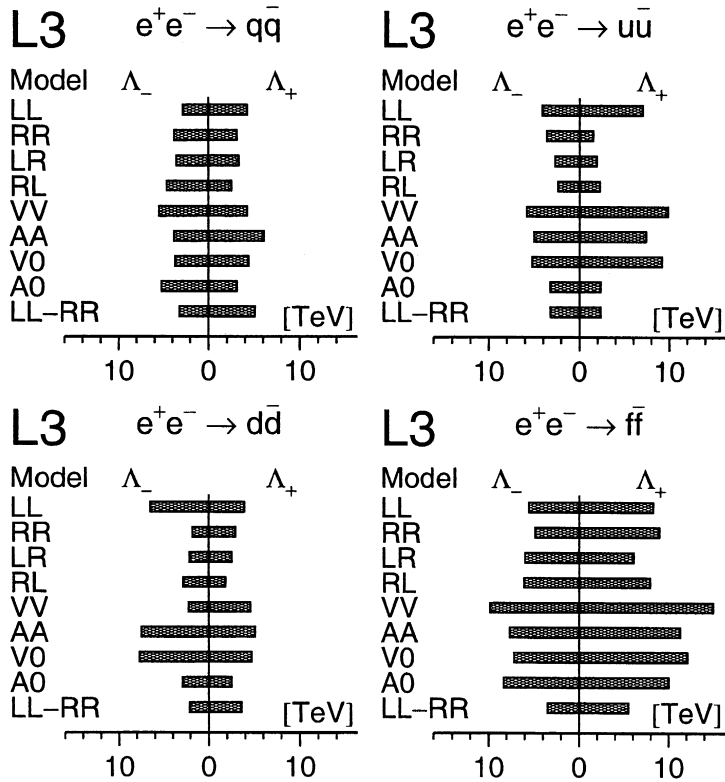 L3 e⁺e⁻ → qq̄
Model Λ₋ Λ₊
LL
RR
LR
RL
VV
AA
V0
A0
LL–RR [TeV]
10 0 10
L3 e⁺e⁻ → uū
Model Λ₋ Λ₊
LL
RR
LR
RL
VV
AA
V0
A0
LL–RR [TeV]
10 0 10
L3 e⁺e⁻ → dd̄
Model Λ₋ Λ₊
LL
RR
LR
RL
VV
AA
V0
A0
LL–RR [TeV]
10 0 10
L3 e⁺e⁻ → ff̄
Model Λ₋ Λ₊
LL
RR
LR
RL
VV
AA
V0
A0
LL–RR [TeV]
10 0 10